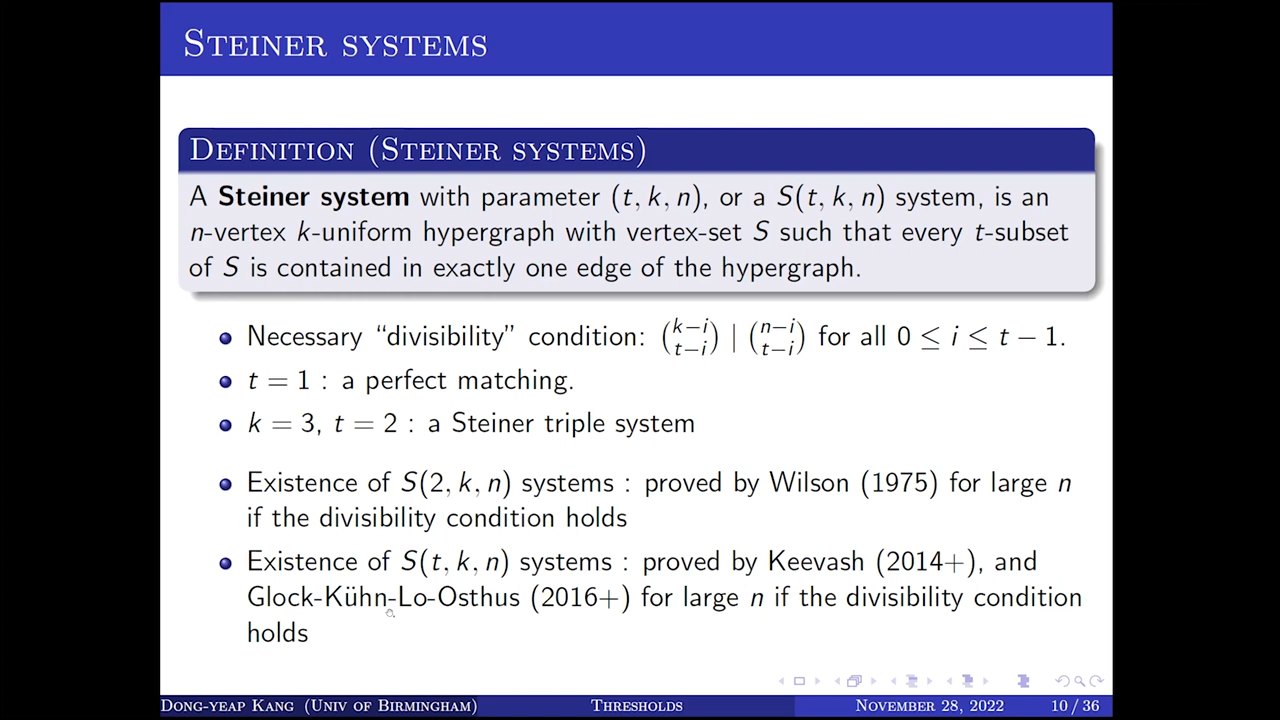 STEINER SYSTEMS
DEFINITION (STEINER SYSTEMS)
A Steiner system with parameter (t, k, n), or a S(t, k, n) system, is an
n-vertex k-uniform hypergraph with vertex-set S such that every t-subset
of S is contained in exactly one edge of the hypergraph.
Necessary “divisibility” condition: \binom{k−i}{t−i} | \binom{n−i}{t−i} for all 0 ≤ i ≤ t − 1.
t = 1 : a perfect matching.
k = 3, t = 2 : a Steiner triple system
Existence of S(2, k, n) systems : proved by Wilson (1975) for large n
if the divisibility condition holds
Existence of S(t, k, n) systems : proved by Keevash (2014+), and
Glock-Kühn-Lo-Osthus (2016+) for large n if the divisibility condition
holds
DONG-YEAP KANG (UNIV OF BIRMINGHAM) THRESHOLDS NOVEMBER 28, 2022 10 / 36